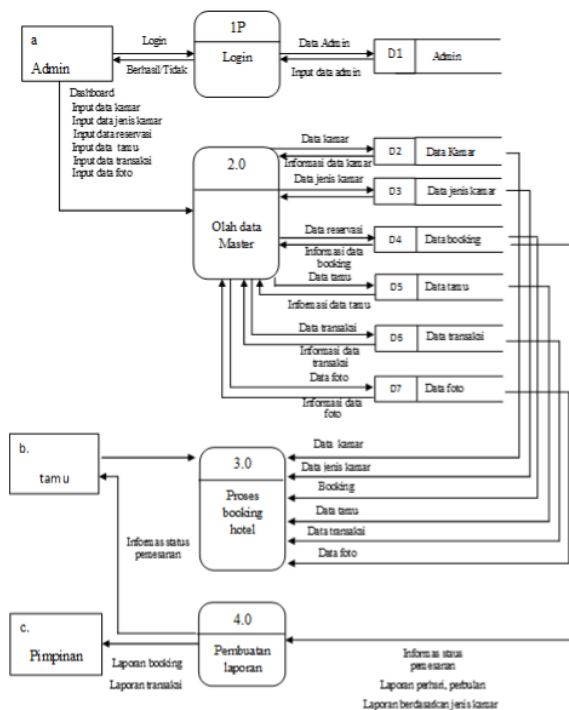 a
Admin
Login
Berhasil/Tidak
1P
Login
Data Admin
Input data admin
D1
Admin
Dashboard
Input data kamar
Input data jenis kamar
Input data reservasi
Input data tamu
Input data transaksi
Input data foto
2.0
Olah data
Master
Data kamar
Informasi data kamar
D2
Data Kamar
Data jenis kamar
D3
Data jenis kamar
Data reservasi
Informasi data
booking
D4
Data booking
Data tamu
Informasi data tamu
D5
Data tamu
Data transaksi
Informasi data
transaksi
D6
Data transaksi
Data foto
Informasi data
foto
D7
Data foto
b.
tamu
3.0
Proses
booking
hotel
Data kamar
Data jenis kamar
Booking
Data tamu
Data transaksi
Data foto
Informas status
pemesanan
c.
Pimpinan
4.0
Pembuatan
laporan
Laporan booking
Laporan transaksi
Informas status
pemesanan
Laporan perhari, perbulan
Laporan berdasarkan jenis kamar